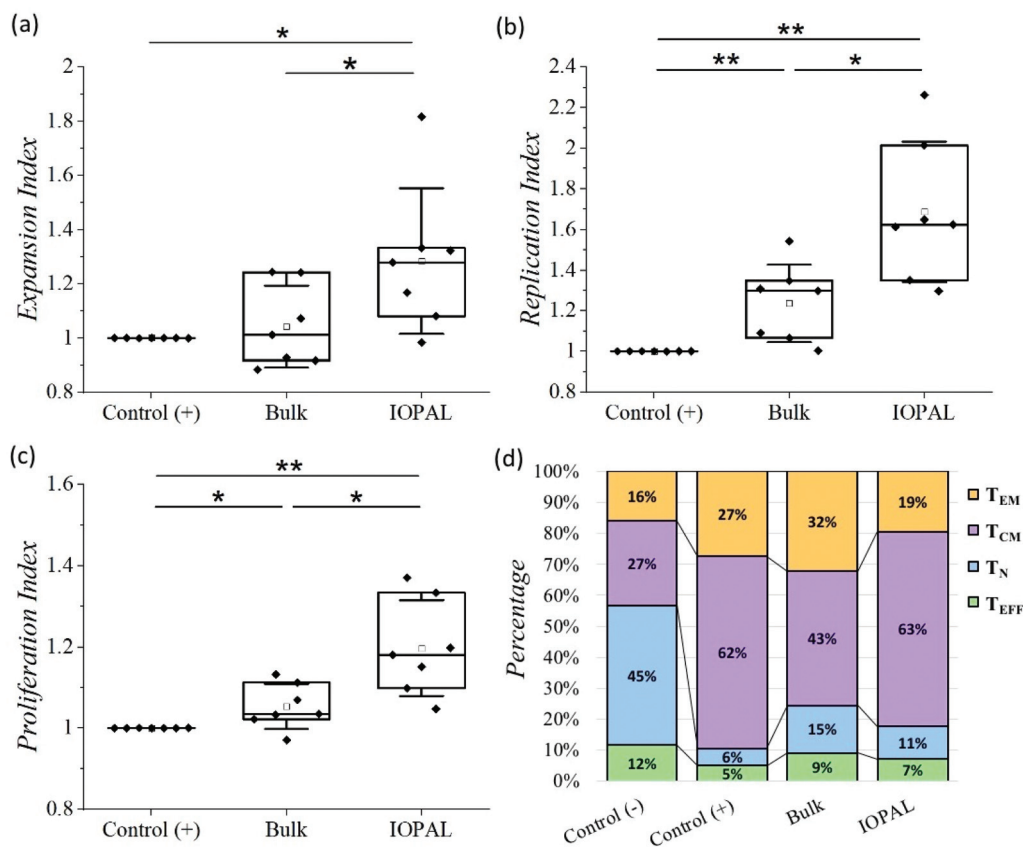 (a)
*
*
2
1.8
1.6
1.4
1.2
1
0.8
Expansion Index
Control (+)
Bulk
IOPAL
(b)
**
**
*
2.4
2.2
2
1.8
1.6
1.4
1.2
1
0.8
Replication Index
Control (+)
Bulk
IOPAL
(c)
**
*
*
1.6
1.4
1.2
1
0.8
Proliferation Index
Control (+)
Bulk
IOPAL
(d)
100%
90%
80%
70%
60%
50%
40%
30%
20%
10%
0%
Percentage
16%
27%
45%
12%
27%
62%
6%
5%
32%
43%
15%
9%
19%
63%
11%
7%
Control (-)
Control (+)
Bulk
IOPAL
TEM
TCM
TN
TEFF